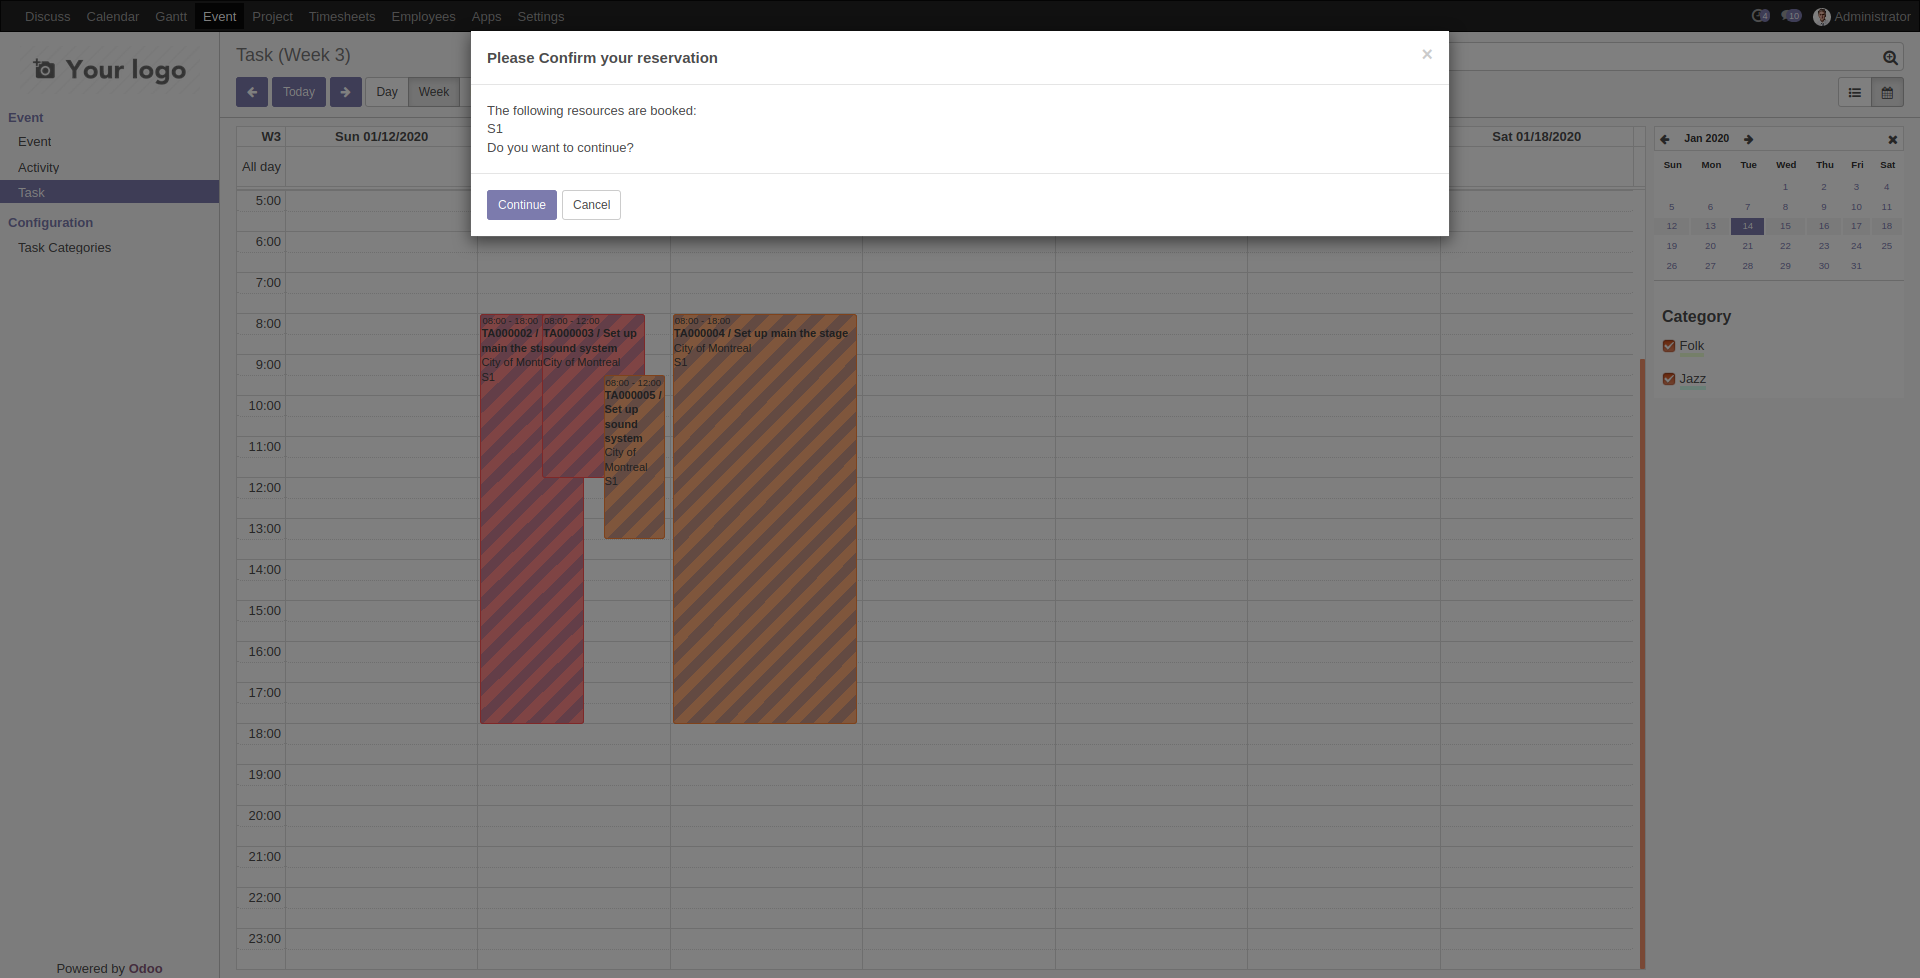 Discuss Calendar Gantt Event Project Timesheets Employees Apps Settings 4 10 Administrator
Your logo
Event
Event
Activity
Task
Configuration
Task Categories
Powered by Odoo
Task (Week 3)
Today Day Week
Please Confirm your reservation ×
The following resources are booked:
S1
Do you want to continue?
Continue Cancel
W3 Sun 01/12/2020 Sat 01/18/2020
All day
5:00
6:00
7:00
8:00
9:00
10:00
11:00
12:00
13:00
14:00
15:00
16:00
17:00
18:00
19:00
20:00
21:00
22:00
23:00
08:00 - 18:00
TA000002 /
main the sta
City of Montr
S1
08:00 - 12:00
TA000003 / Set up
sound system
City of Montreal
08:00 - 12:00
TA000005 /
Set up
sound
system
City of
Montreal
S1
08:00 - 18:00
TA000004 / Set up main the stage
City of Montreal
S1
Jan 2020
Sun Mon Tue Wed Thu Fri Sat
1 2 3 4
5 6 7 8 9 10 11
12 13 14 15 16 17 18
19 20 21 22 23 24 25
26 27 28 29 30 31
Category
Folk
Jazz